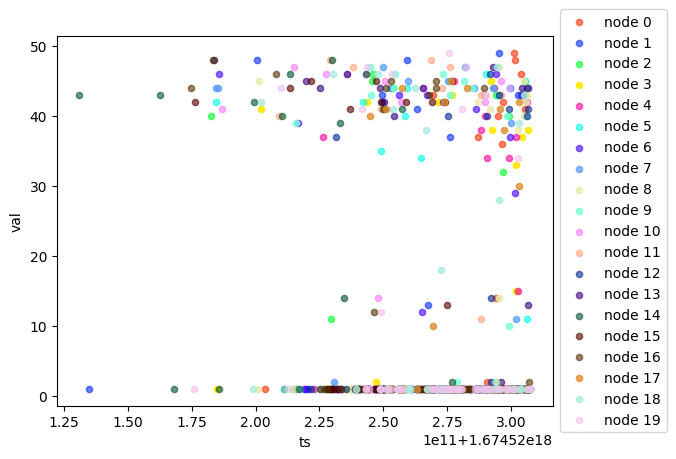 50
40
30
20
10
0
val
1.25
1.50
1.75
2.00
2.25
2.50
2.75
3.00
ts
1e11+1.67452e18
node 0
node 1
node 2
node 3
node 4
node 5
node 6
node 7
node 8
node 9
node 10
node 11
node 12
node 13
node 14
node 15
node 16
node 17
node 18
node 19